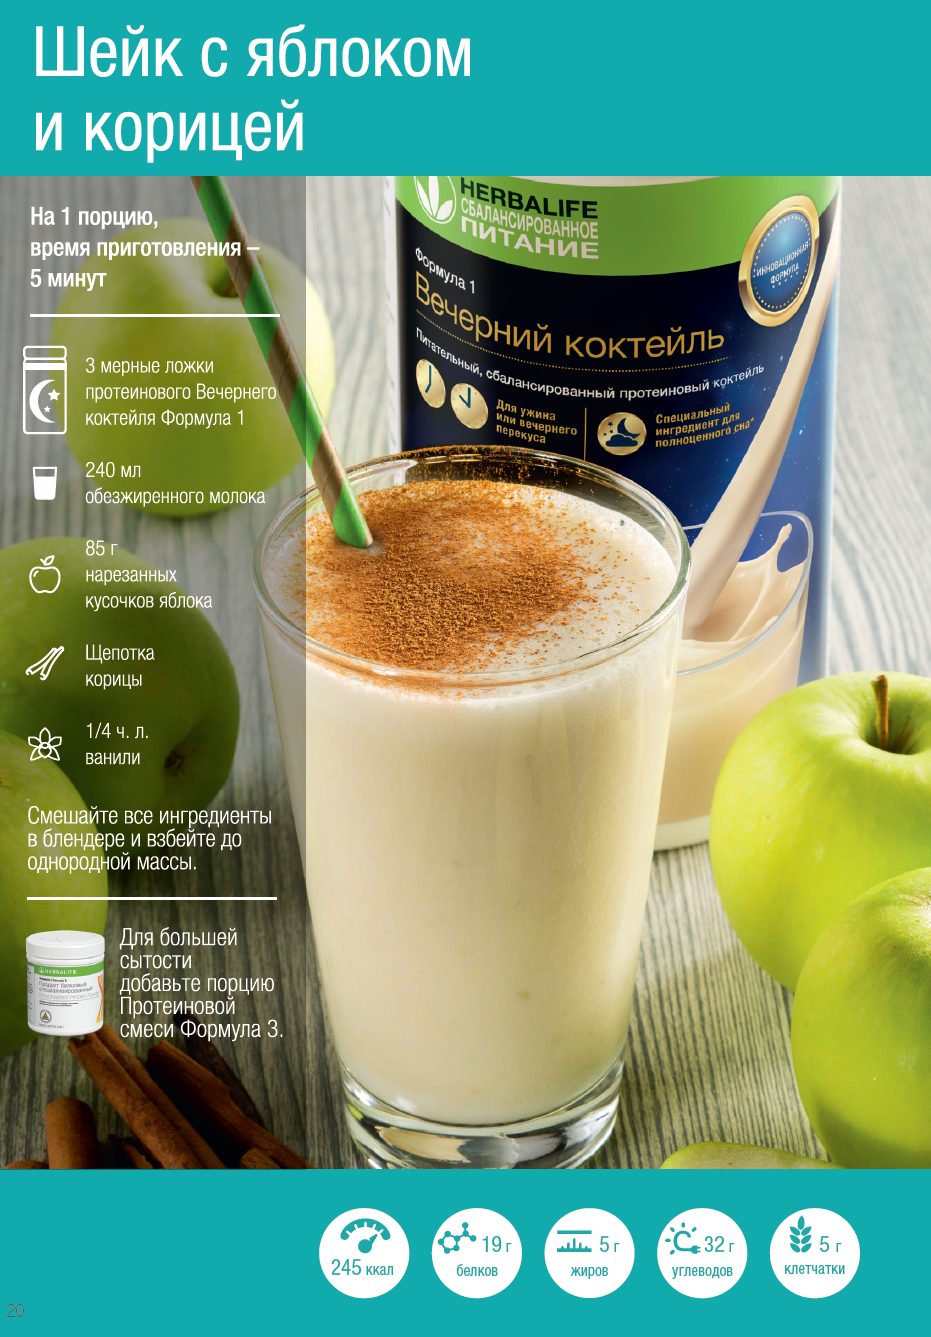 Шейк с яблоком
и корицей
На 1 порцию,
время приготовления –
5 минут
3 мерные ложки
протеинового Вечернего
коктейля Формула 1
240 мл
обезжиренного молока
85 г
нарезанных
кусочков яблока
Щепотка
корицы
1/4 ч. л.
ванили
Смешайте все ингредиенты
в блендере и взбейте до
однородной массы.
HERBALIFE
Продукт белковый
специализированный
Для большей
сытости
добавьте порцию
Протеиновой
смеси Формула 3.
HERBALIFE
СБАЛАНСИРОВАННОЕ
ПИТАНИЕ
ИННОВАЦИОННАЯ
ФОРМУЛА
Формула 1
Вечерний коктейль
Питательный, сбалансированный протеиновый коктейль
Для ужина
или вечернего
перекуса
Специальный
ингредиент для
полноценного сна*
245 ккал
19 г
белков
5 г
жиров
32 г
углеводов
5 г
клетчатки
20